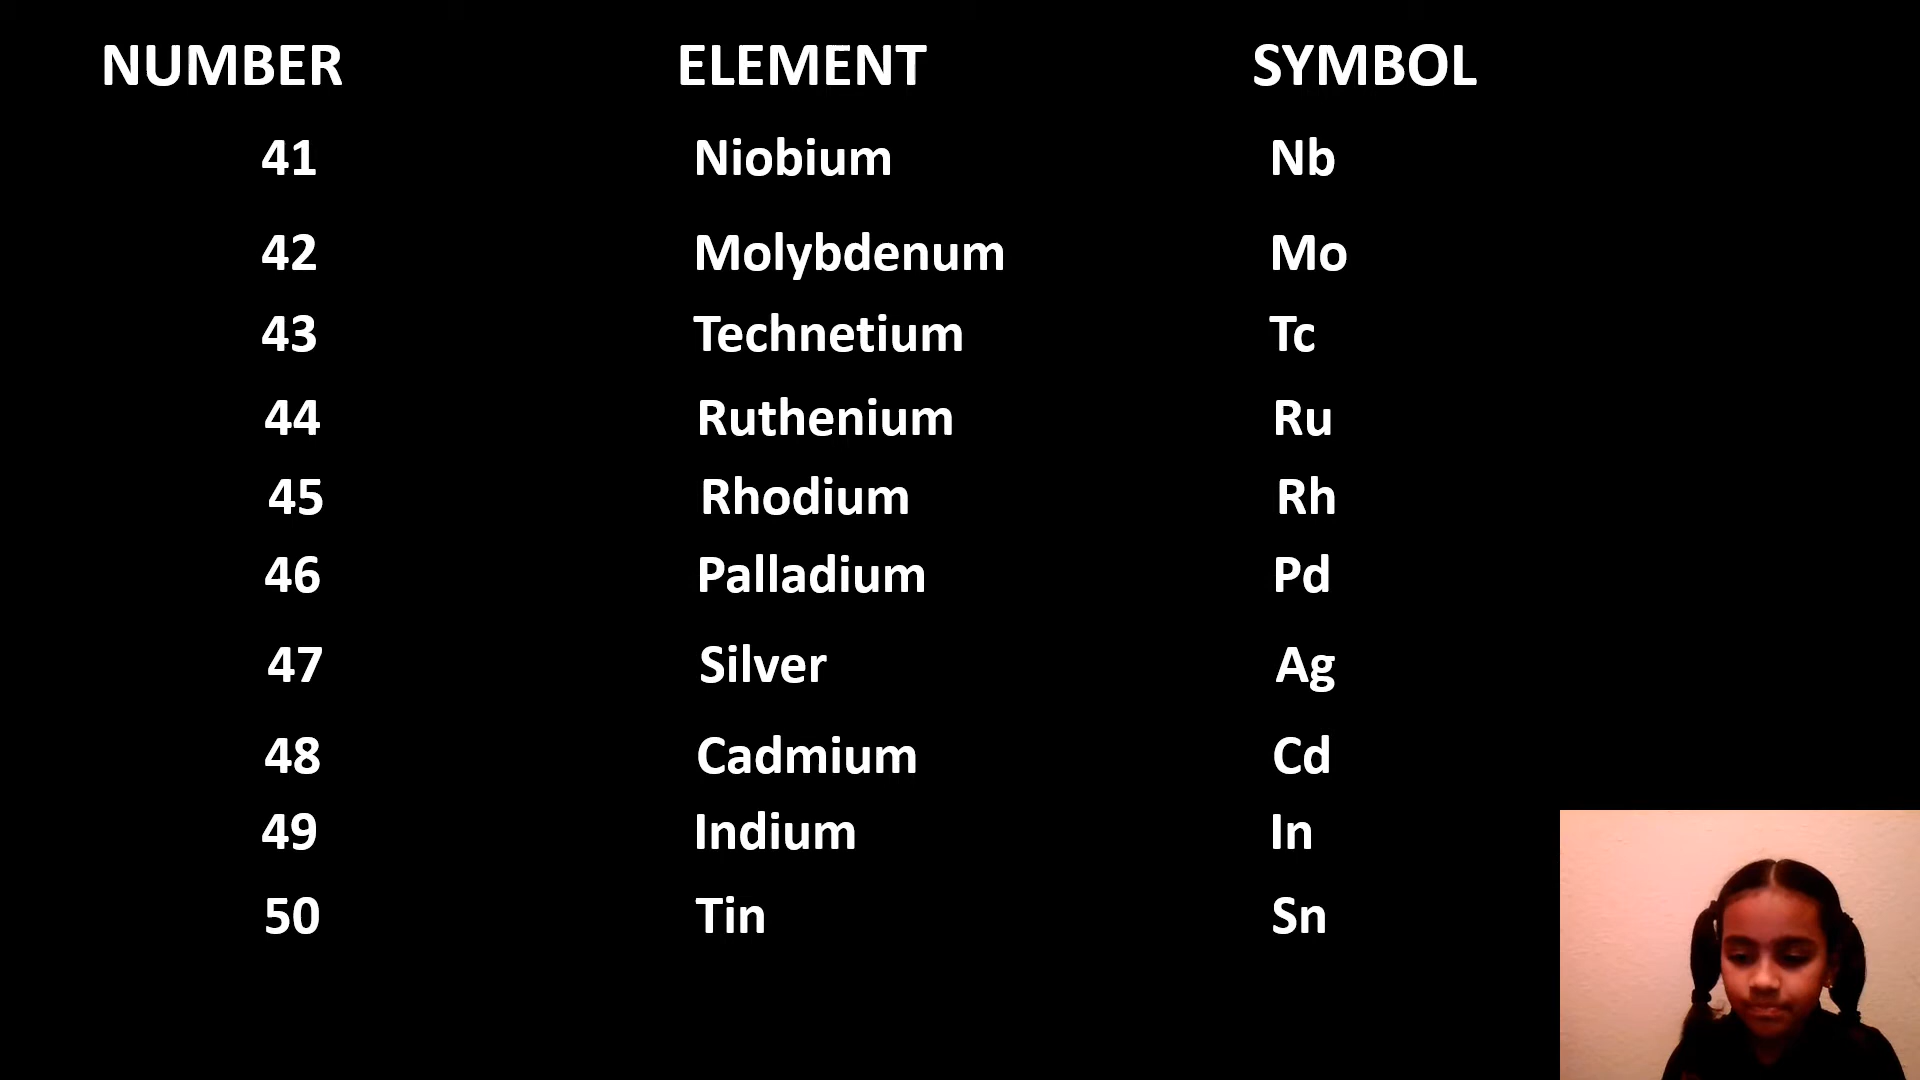 NUMBER ELEMENT SYMBOL
41 Niobium Nb
42 Molybdenum Mo
43 Technetium Tc
44 Ruthenium Ru
45 Rhodium Rh
46 Palladium Pd
47 Silver Ag
48 Cadmium Cd
49 Indium In
50 Tin Sn